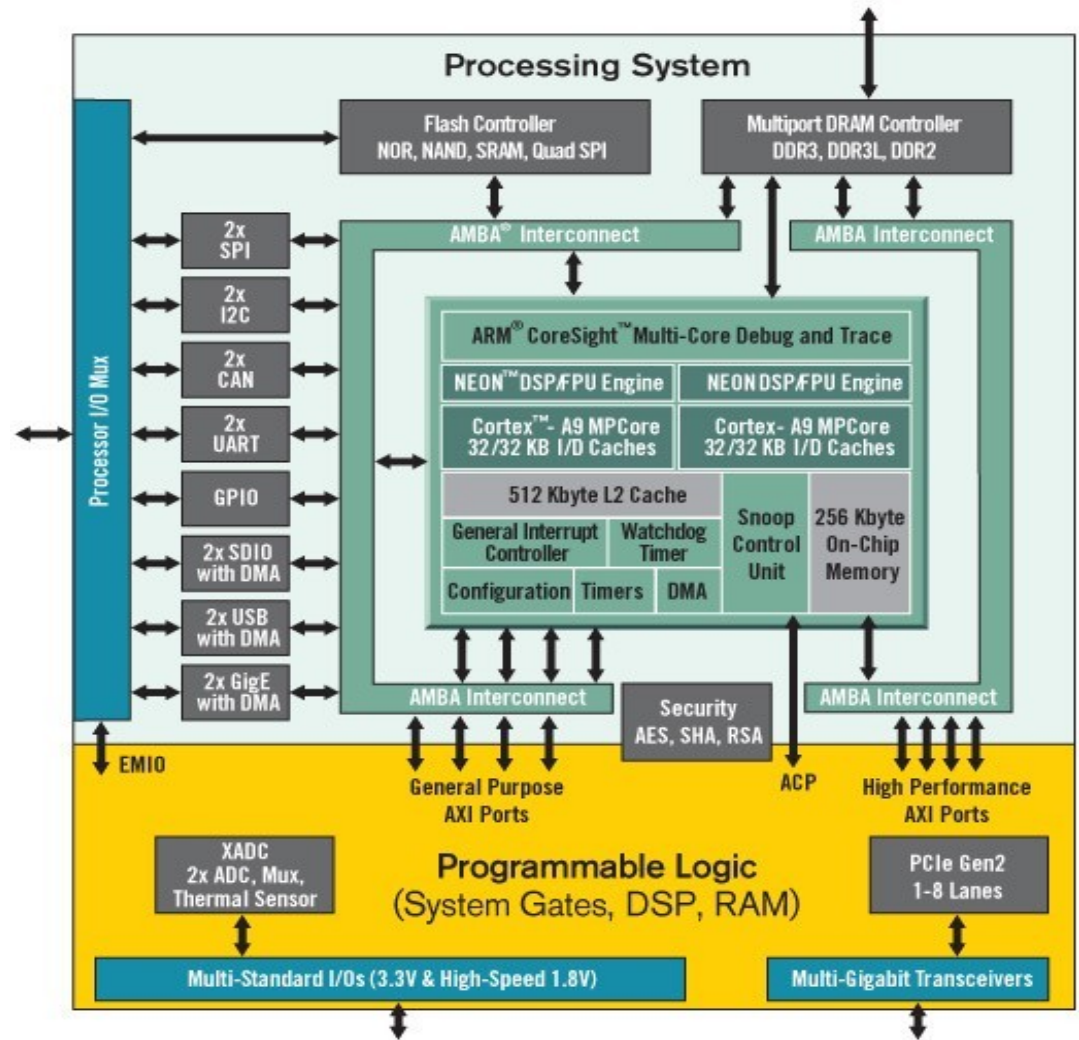 Processing System
Flash Controller
NOR, NAND, SRAM, Quad SPI
Multiport DRAM Controller
DDR3, DDR3L, DDR2
AMBA® Interconnect
AMBA Interconnect
Processor I/O Mux
2x
SPI
2x
I2C
2x
CAN
2x
UART
GPIO
2x SDIO
with DMA
2x USB
with DMA
2x GigE
with DMA
ARM® CoreSight™ Multi-Core Debug and Trace
NEON™ DSP/FPU Engine
NEON DSP/FPU Engine
Cortex™- A9 MPCore
32/32 KB I/D Caches
Cortex- A9 MPCore
32/32 KB I/D Caches
512 Kbyte L2 Cache
General Interrupt
Controller
Watchdog
Timer
Configuration
Timers
DMA
Snoop
Control
Unit
256 Kbyte
On-Chip
Memory
AMBA Interconnect
AMBA Interconnect
Security
AES, SHA, RSA
EMIO
General Purpose
AXI Ports
ACP
High Performance
AXI Ports
XADC
2x ADC, Mux,
Thermal Sensor
Programmable Logic
(System Gates, DSP, RAM)
PCIe Gen2
1-8 Lanes
Multi-Standard I/Os (3.3V & High-Speed 1.8V)
Multi-Gigabit Transceivers